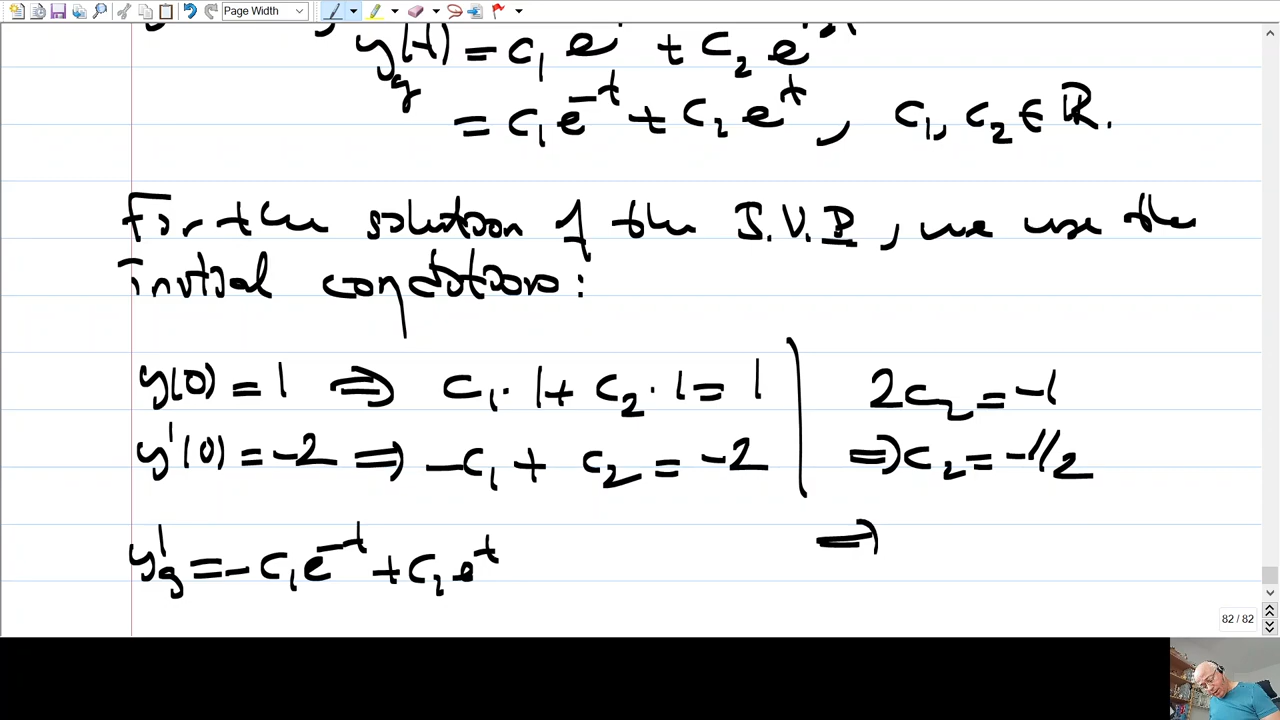 Page Width
y_g(t) = c_1 e + c_2 e
= c_1 e^{-t} + c_2 e^t, c_1, c_2 ∈ ℝ.
For the solution of the I.V.P, we use the
initial conditions:
y(0) = 1 ⇒ c_1 · 1 + c_2 · 1 = 1 | 2c_2 = -1
y'(0) = -2 ⇒ -c_1 + c_2 = -2 | ⇒ c_2 = -1/2
⇒
y'_g = -c_1 e^{-t} + c_2 e^t
82 / 82